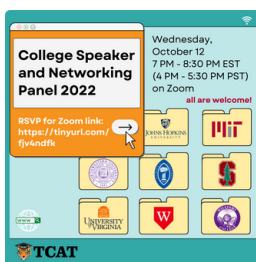 College Speaker
and Networking
Panel 2022
RSVP for Zoom link:
https://tinyurl.com/
fjv4ndfk
Wednesday,
October 12
7 PM - 8:30 PM EST
(4 PM - 5:30 PM PST)
on Zoom
all are welcome!
JOHNS HOPKINS
UNIVERSITY
MIT
S
UNIVERSITY
of VIRGINIA
W
WWW
TCAT